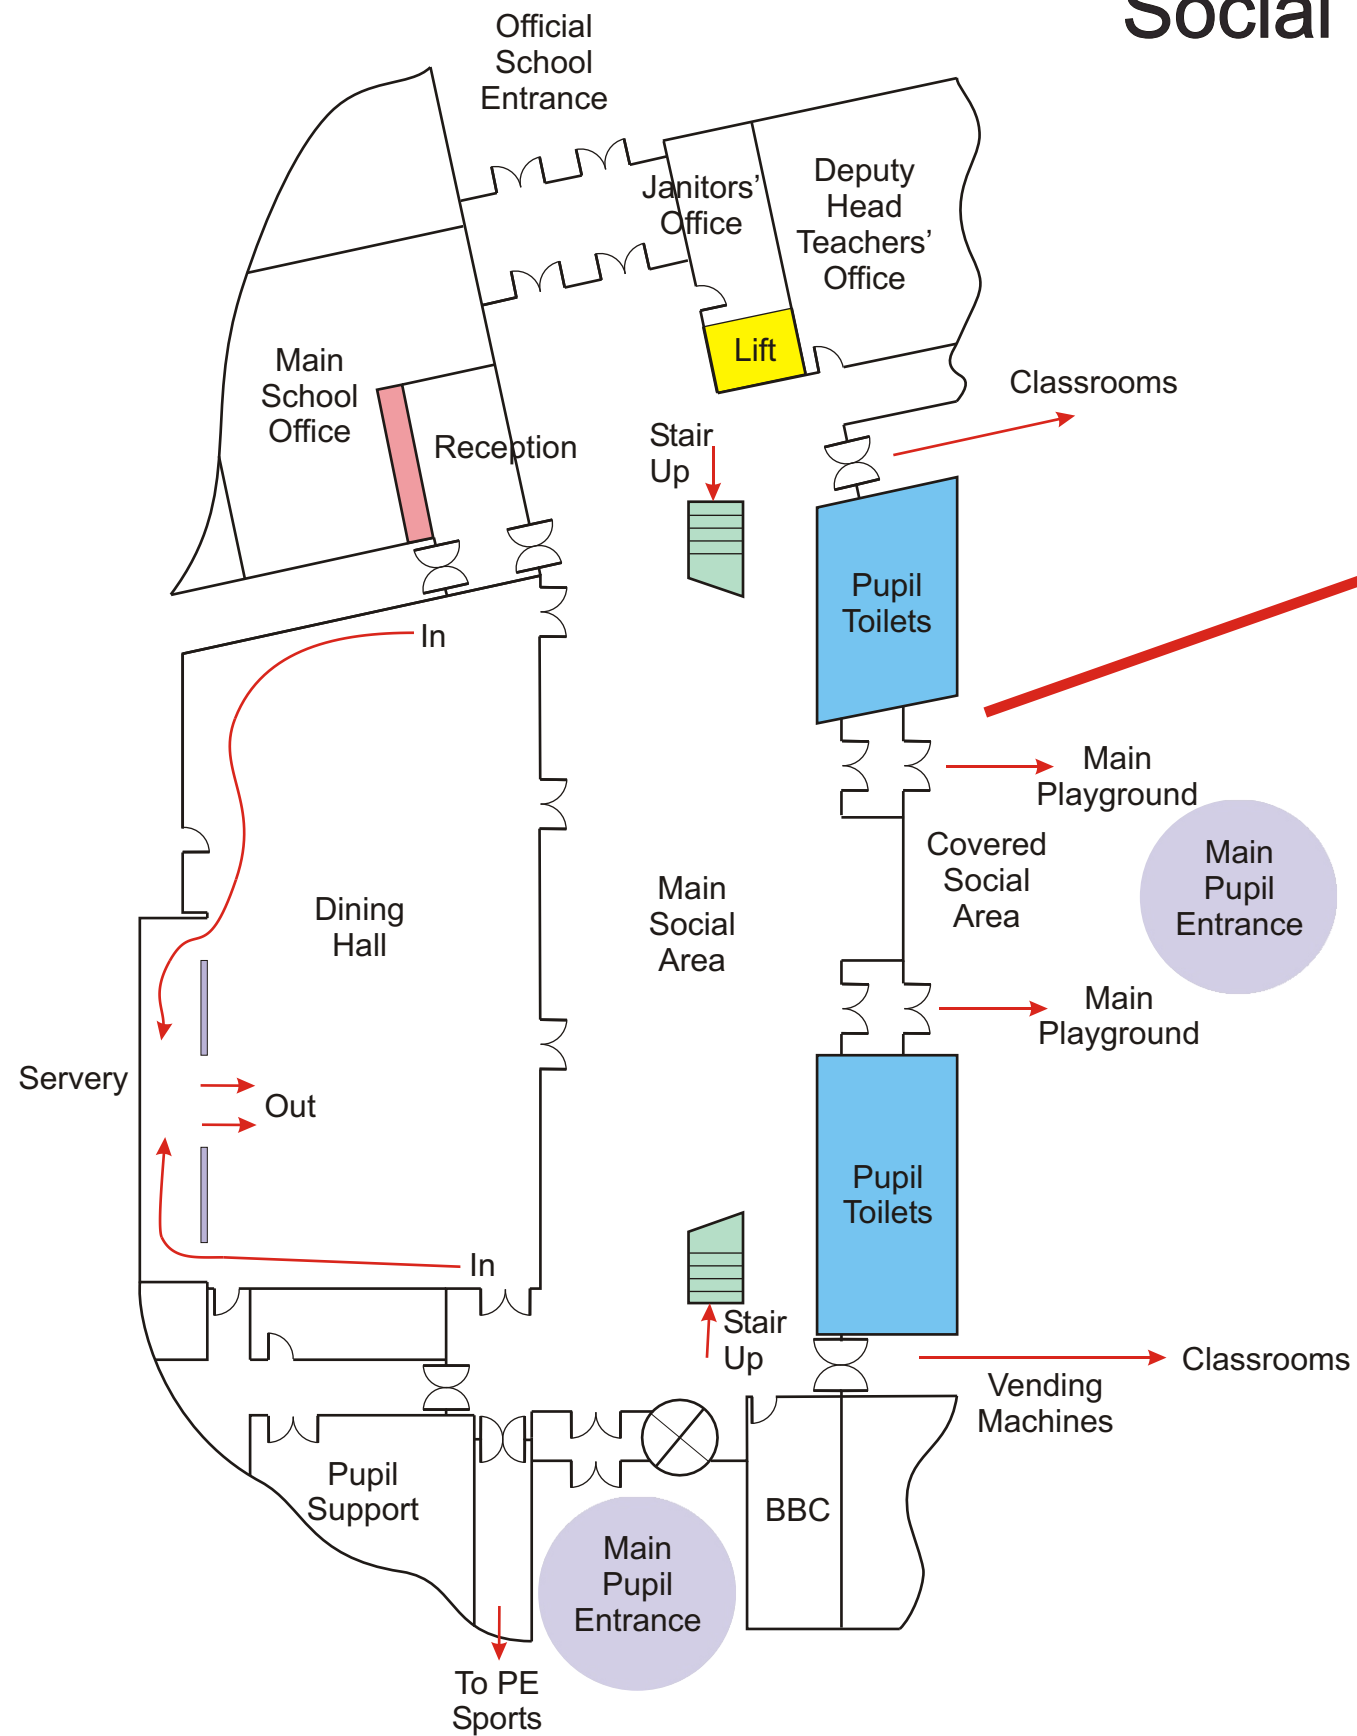 Social
Official
School
Entrance
Janitors’
Office
Deputy
Head
Teachers’
Office
Lift
Main
School
Office
Reception
Classrooms
Stair
Up
Pupil
Toilets
In
Main
Playground
Covered
Social
Area
Main
Pupil
Entrance
Dining
Hall
Main
Social
Area
Main
Playground
Servery
Out
Pupil
Toilets
In
Stair
Up
Classrooms
Vending
Machines
Pupil
Support
BBC
Main
Pupil
Entrance
To PE
Sports